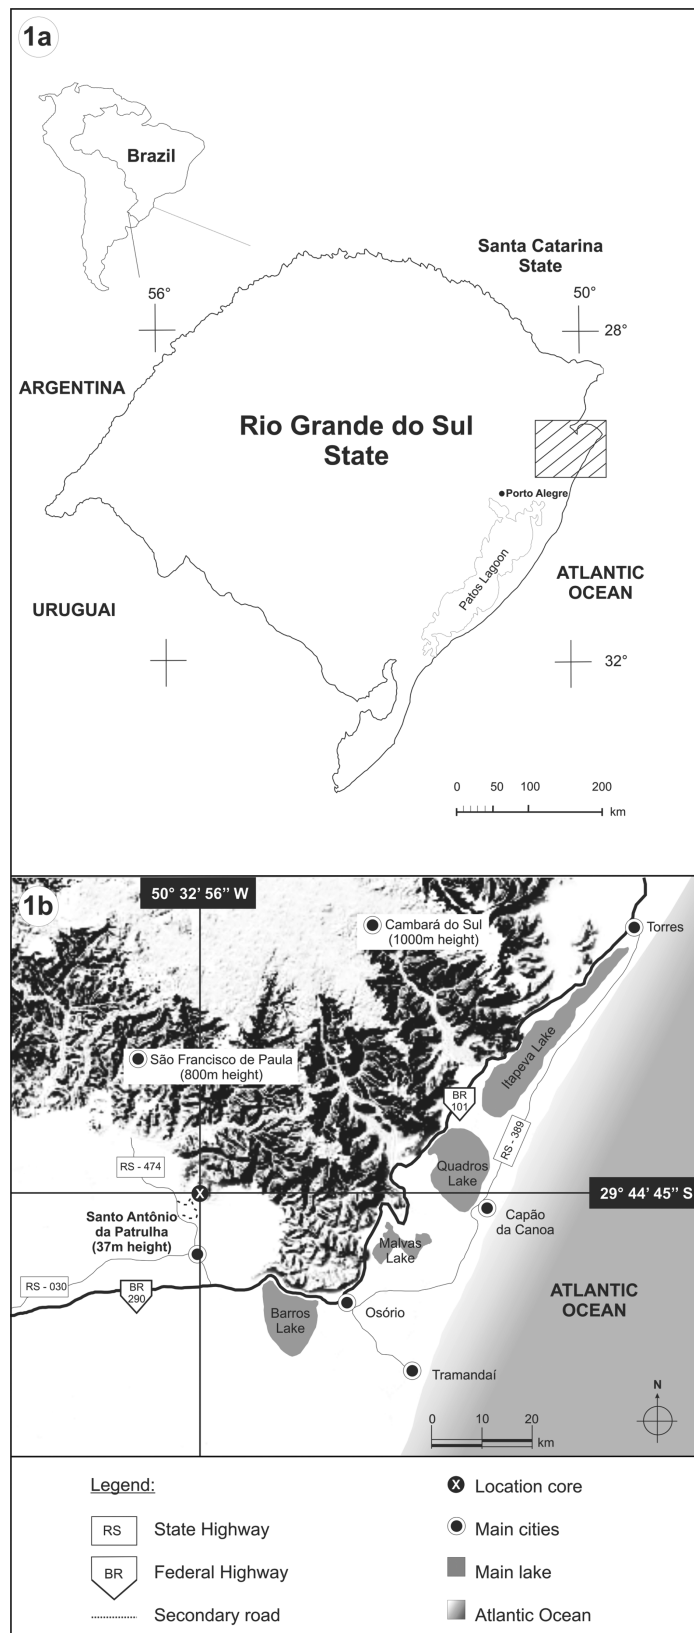 1a
Brazil
Santa Catarina
State
56°
50°
28°
ARGENTINA
Rio Grande do Sul
State
Porto Alegre
Patos Lagoon
ATLANTIC
OCEAN
URUGUAI
32°
0 50 100 200
km
1b
50° 32' 56'' W
Cambará do Sul
(1000m height)
Torres
São Francisco de Paula
(800m height)
Itapeva Lake
BR
101
RS - 389
Quadros
Lake
RS - 474
X
29° 44' 45'' S
Santo Antônio
da Patrulha
(37m height)
Capão
da Canoa
Malvas
Lake
RS - 030
BR
290
Barros
Lake
Osório
ATLANTIC
OCEAN
Tramandaí
N
0 10 20
km
Legend:
X Location core
RS State Highway
Main cities
BR Federal Highway
Main lake
Secondary road
Atlantic Ocean